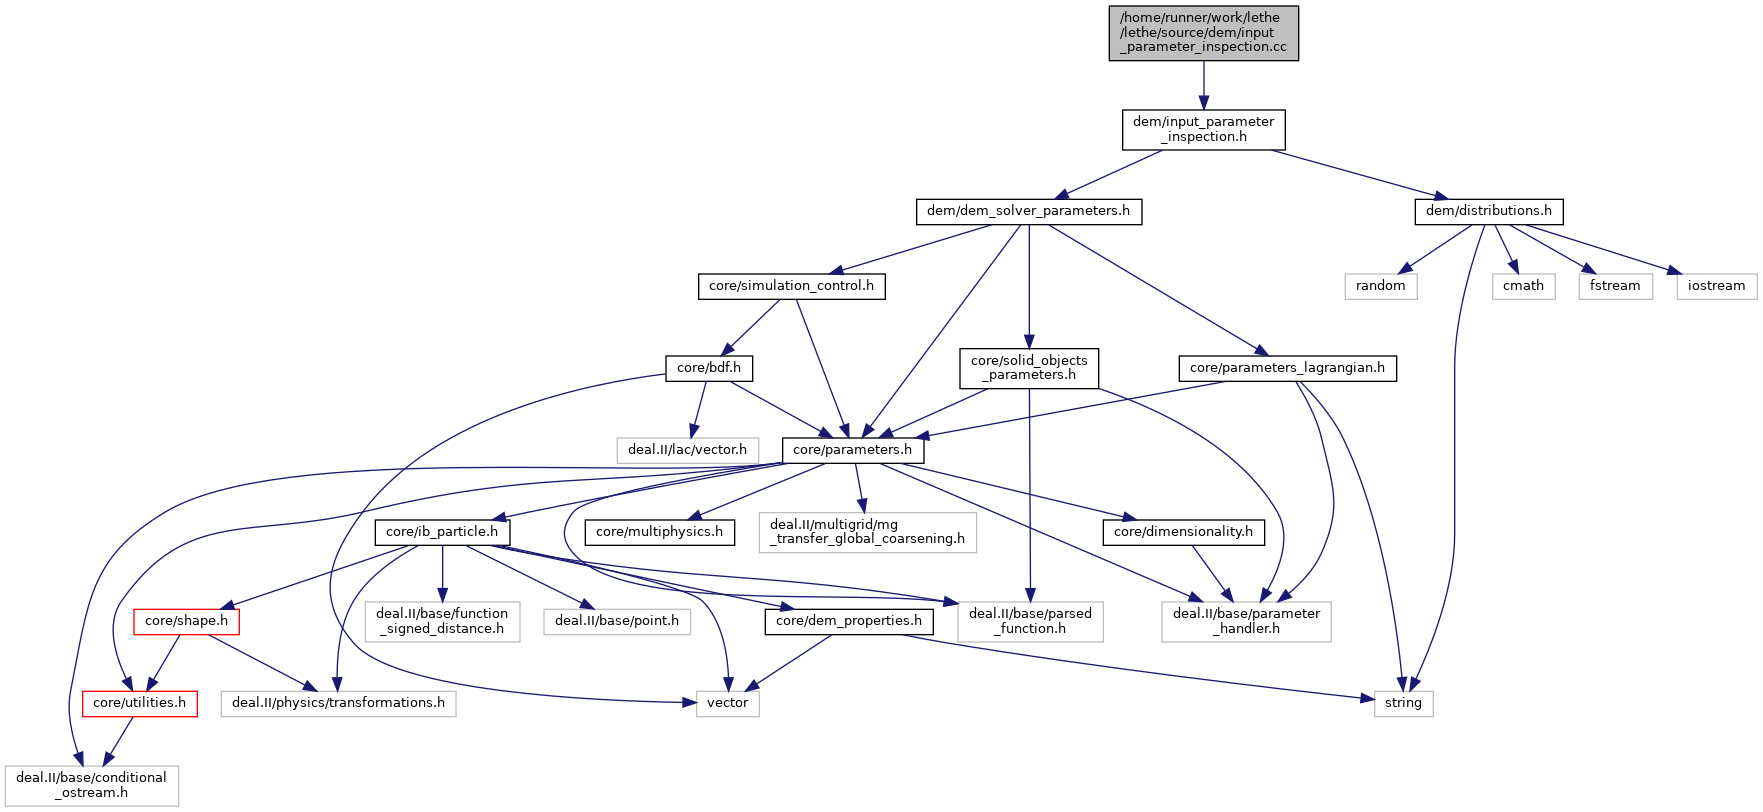 /home/runner/work/lethe
/lethe/source/dem/input
_parameter_inspection.cc
dem/input_parameter
_inspection.h
dem/dem_solver_parameters.h
dem/distributions.h
core/simulation_control.h
random
cmath
fstream
iostream
core/bdf.h
core/solid_objects
_parameters.h
core/parameters_lagrangian.h
deal.II/lac/vector.h
core/parameters.h
core/ib_particle.h
core/multiphysics.h
deal.II/multigrid/mg
_transfer_global_coarsening.h
core/dimensionality.h
core/shape.h
deal.II/base/function
_signed_distance.h
deal.II/base/point.h
core/dem_properties.h
deal.II/base/parsed
_function.h
deal.II/base/parameter
_handler.h
core/utilities.h
deal.II/physics/transformations.h
vector
string
deal.II/base/conditional
_ostream.h